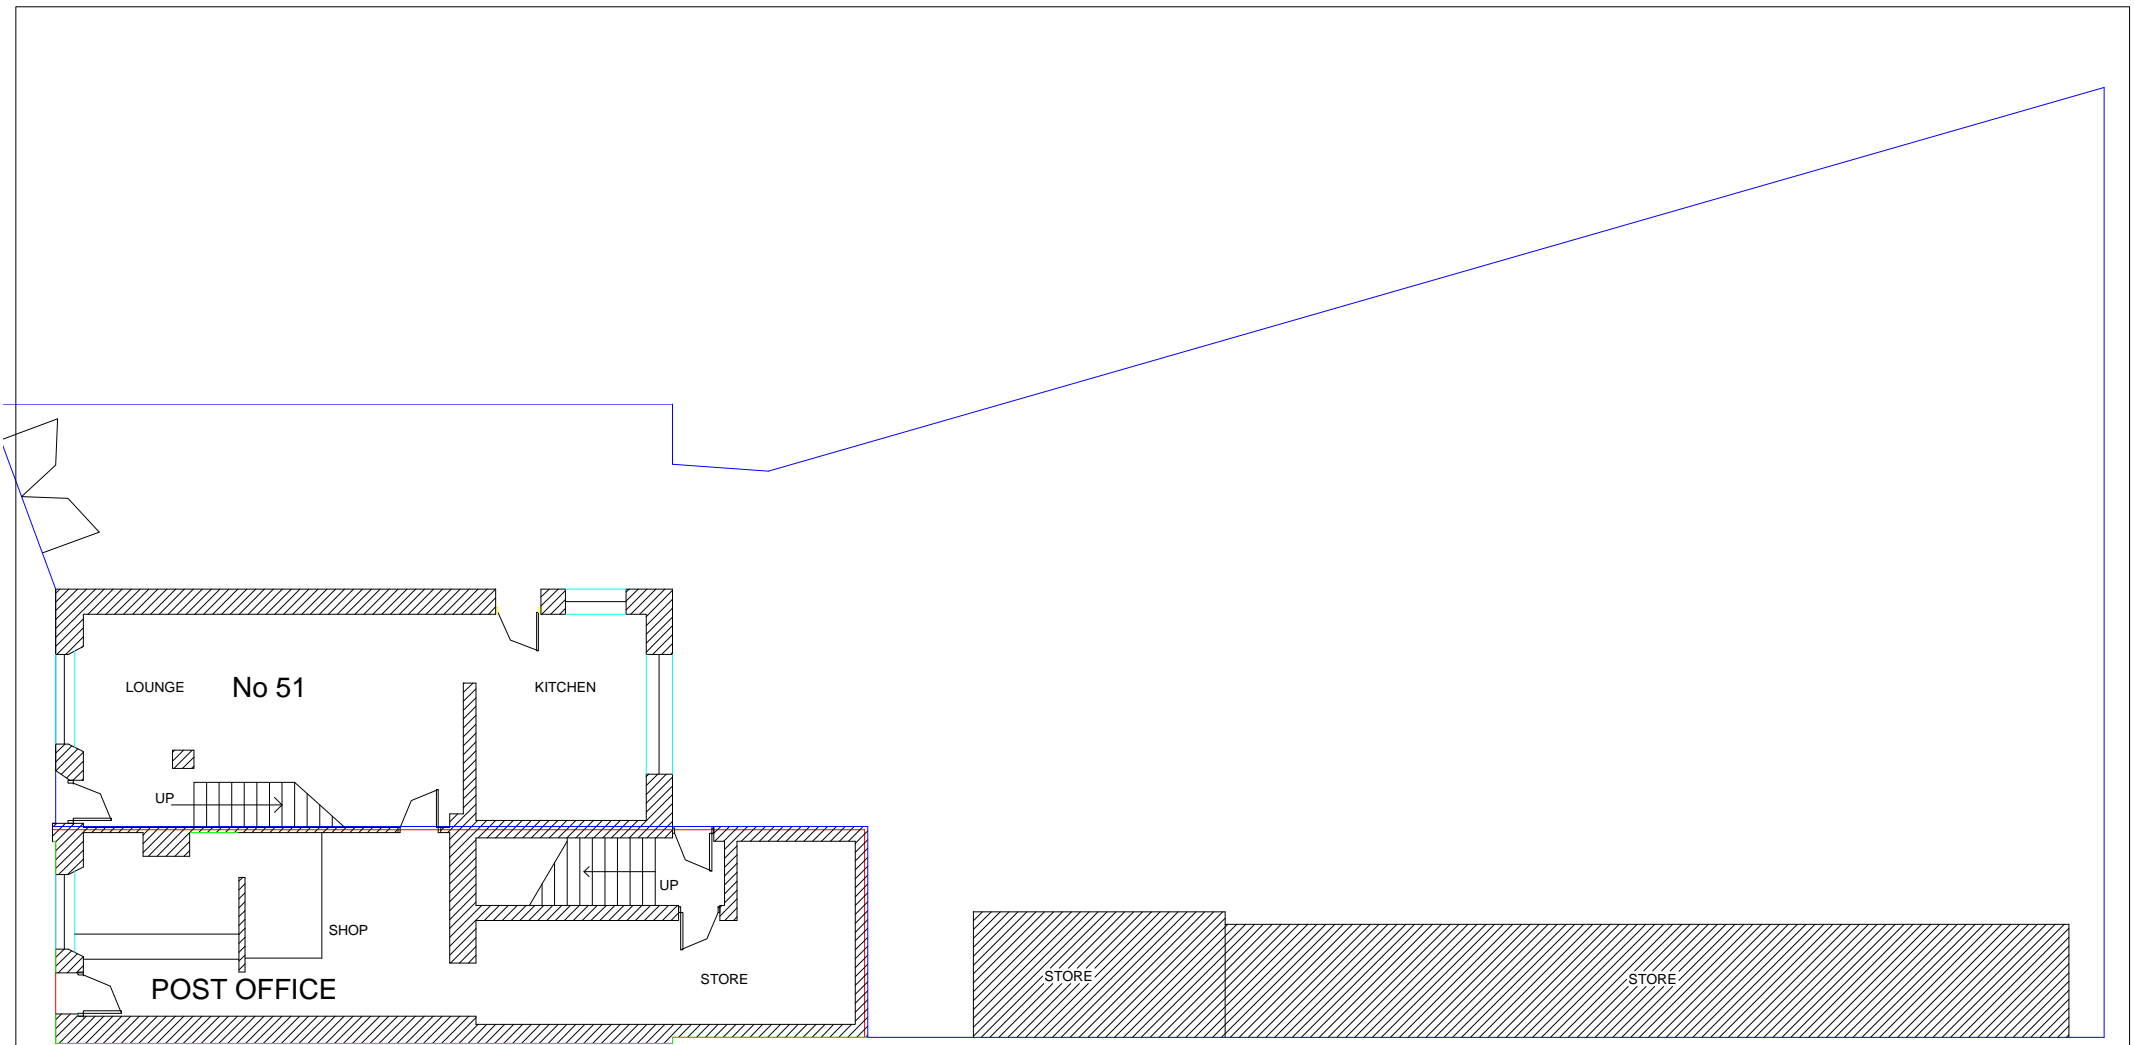 LOUNGE
No 51
KITCHEN
UP
UP
SHOP
POST OFFICE
STORE
STORE
STORE